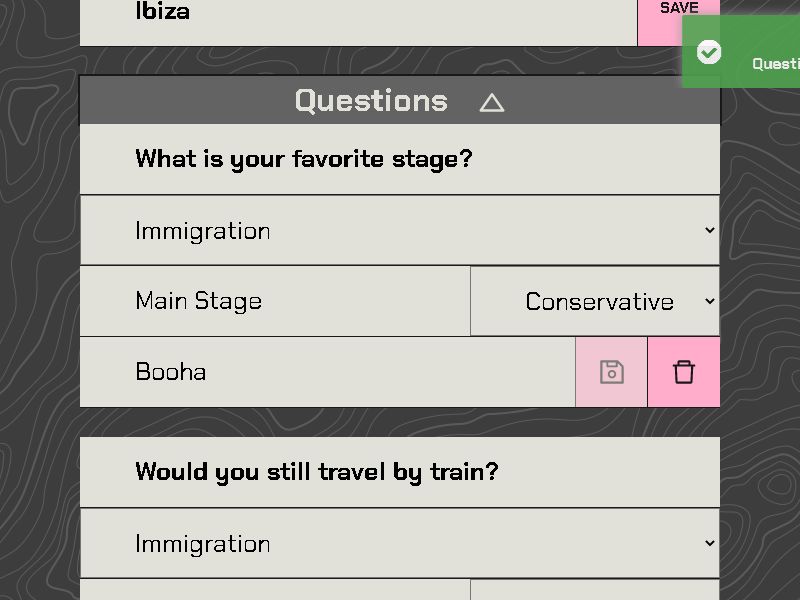 Ibiza
SAVE
Questi
Questions
What is your favorite stage?
Immigration
Main Stage
Conservative
Booha
Would you still travel by train?
Immigration